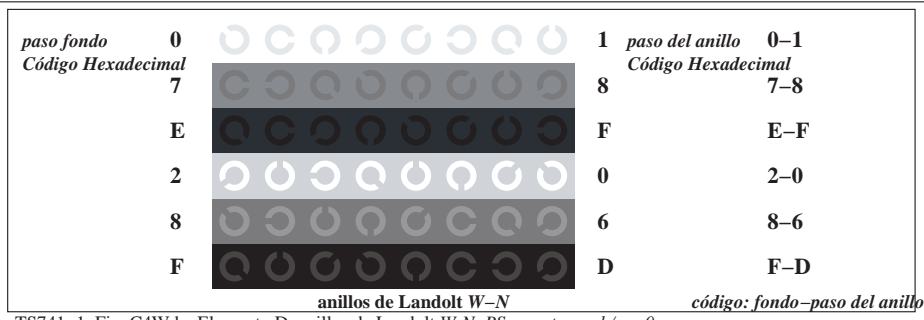 paso fondo 0 1 paso del anillo 0–1
Código Hexadecimal Código Hexadecimal
7 8 7–8
E F E–F
2 0 2–0
8 6 8–6
F D F–D
anillos de Landolt W–N código: fondo–paso del anillo